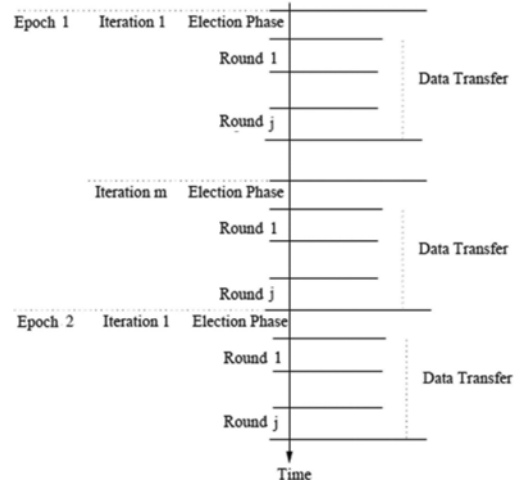 Epoch 1 Iteration 1 Election Phase
Round 1
Data Transfer
Round j
Iteration m Election Phase
Round 1
Data Transfer
Round j
Epoch 2 Iteration 1 Election Phase
Round 1
Data Transfer
Round j
Time